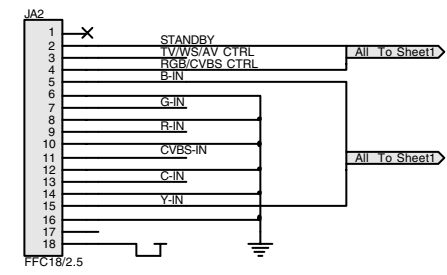 JA2
1
2 STANDBY
3 TV/WS/AV CTRL All To Sheet1
4 RGB/CVBS CTRL
5 B-IN
6
7 G-IN
8
9 R-IN
10
11 CVBS-IN All To Sheet1
12
13 C-IN
14
15 Y-IN
16
17
18
FFC18/2.5